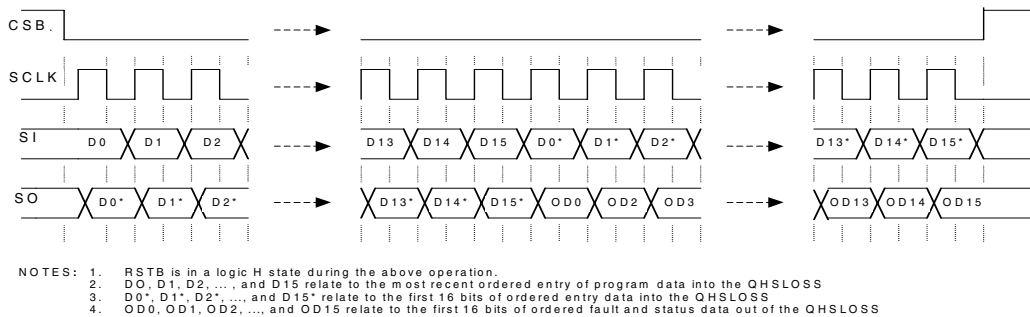 CSB.
SCLK
SI D0 D1 D2 D13 D14 D15 D0* D1* D2* D13* D14* D15*
SO D0* D1* D2* D13* D14* D15* OD0 OD2 OD3 OD13 OD14 OD15
NOTES: 1. RSTB is in a logic H state during the above operation.
2. DO, D1, D2, ... , and D15 relate to the most recent ordered entry of program data into the QHSLOSS
3. D0*, D1*, D2*, ..., and D15* relate to the first 16 bits of ordered entry data into the QHSLOSS
4. OD0, OD1, OD2, ..., and OD15 relate to the first 16 bits of ordered fault and status data out of the QHSLOSS